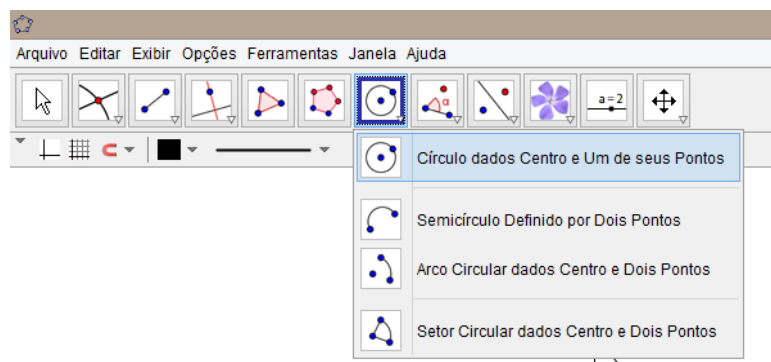 Arquivo Editar Exibir Opções Ferramentas Janela Ajuda
α
a=2
Círculo dados Centro e Um de seus Pontos
Semicírculo Definido por Dois Pontos
Arco Circular dados Centro e Dois Pontos
Setor Circular dados Centro e Dois Pontos